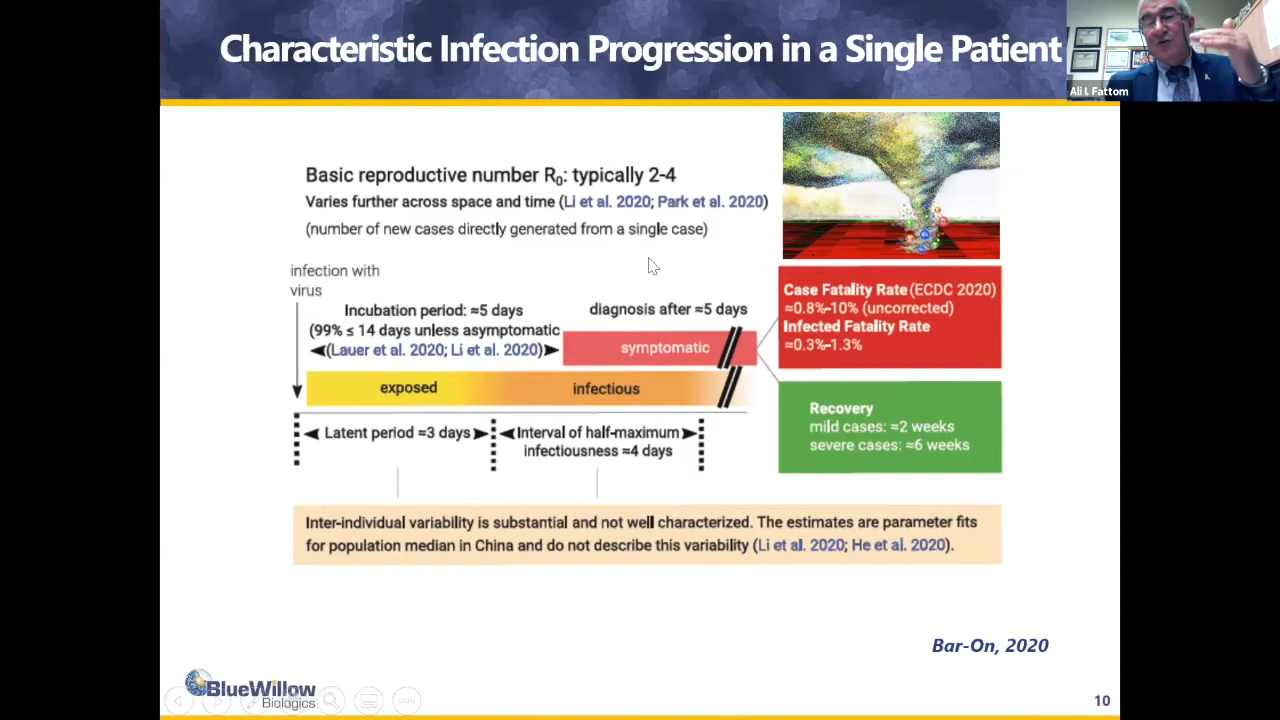 Characteristic Infection Progression in a Single Patient
Ali L Fattom
Basic reproductive number R₀: typically 2-4
Varies further across space and time (Li et al. 2020; Park et al. 2020)
(number of new cases directly generated from a single case)
infection with
virus
Incubation period: ≈5 days
(99% ≤ 14 days unless asymptomatic
(Lauer et al. 2020; Li et al. 2020)
diagnosis after ≈5 days
symptomatic
exposed
infectious
Latent period ≈3 days
Interval of half-maximum
infectiousness ≈4 days
Case Fatality Rate (ECDC 2020)
≈0.8%-10% (uncorrected)
Infected Fatality Rate
≈0.3%-1.3%
Recovery
mild cases: ≈2 weeks
severe cases: ≈6 weeks
Inter-individual variability is substantial and not well characterized. The estimates are parameter fits
for population median in China and do not describe this variability (Li et al. 2020; He et al. 2020).
Bar-On, 2020
BlueWillow
Biologics
10